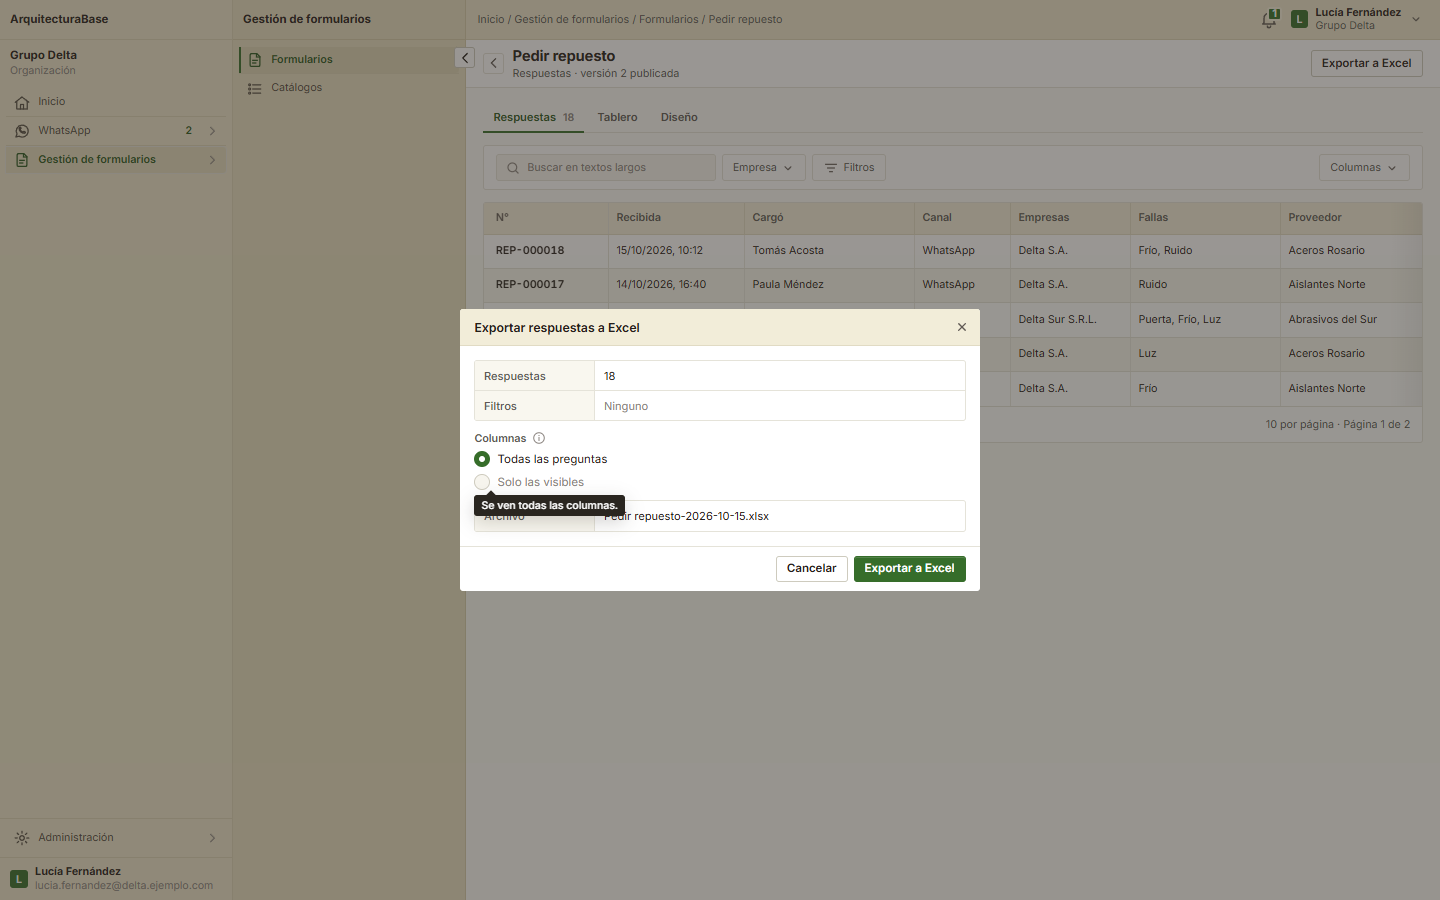 ArquitecturaBase
Grupo Delta
Organización
Inicio
WhatsApp 2
Gestión de formularios
Administración
L Lucía Fernández
lucia.fernandez@delta.ejemplo.com
Gestión de formularios
Formularios
Catálogos
Inicio / Gestión de formularios / Formularios / Pedir repuesto
1
L Lucía Fernández
Grupo Delta
Pedir repuesto
Respuestas · versión 2 publicada
Exportar a Excel
Respuestas 18 Tablero Diseño
Buscar en textos largos Empresa Filtros Columnas
Nº Recibida Cargó Canal Empresas Fallas Proveedor
REP-000018 15/10/2026, 10:12 Tomás Acosta WhatsApp Delta S.A. Frío, Ruido Aceros Rosario
REP-000017 14/10/2026, 16:40 Paula Méndez WhatsApp Delta S.A. Ruido Aislantes Norte
Delta Sur S.R.L. Puerta, Frío, Luz Abrasivos del Sur
Delta S.A. Luz Aceros Rosario
Delta S.A. Frío Aislantes Norte
10 por página · Página 1 de 2
Exportar respuestas a Excel
Respuestas 18
Filtros Ninguno
Columnas
Todas las preguntas
Solo las visibles
Se ven todas las columnas.
Archivo Pedir repuesto-2026-10-15.xlsx
Cancelar Exportar a Excel